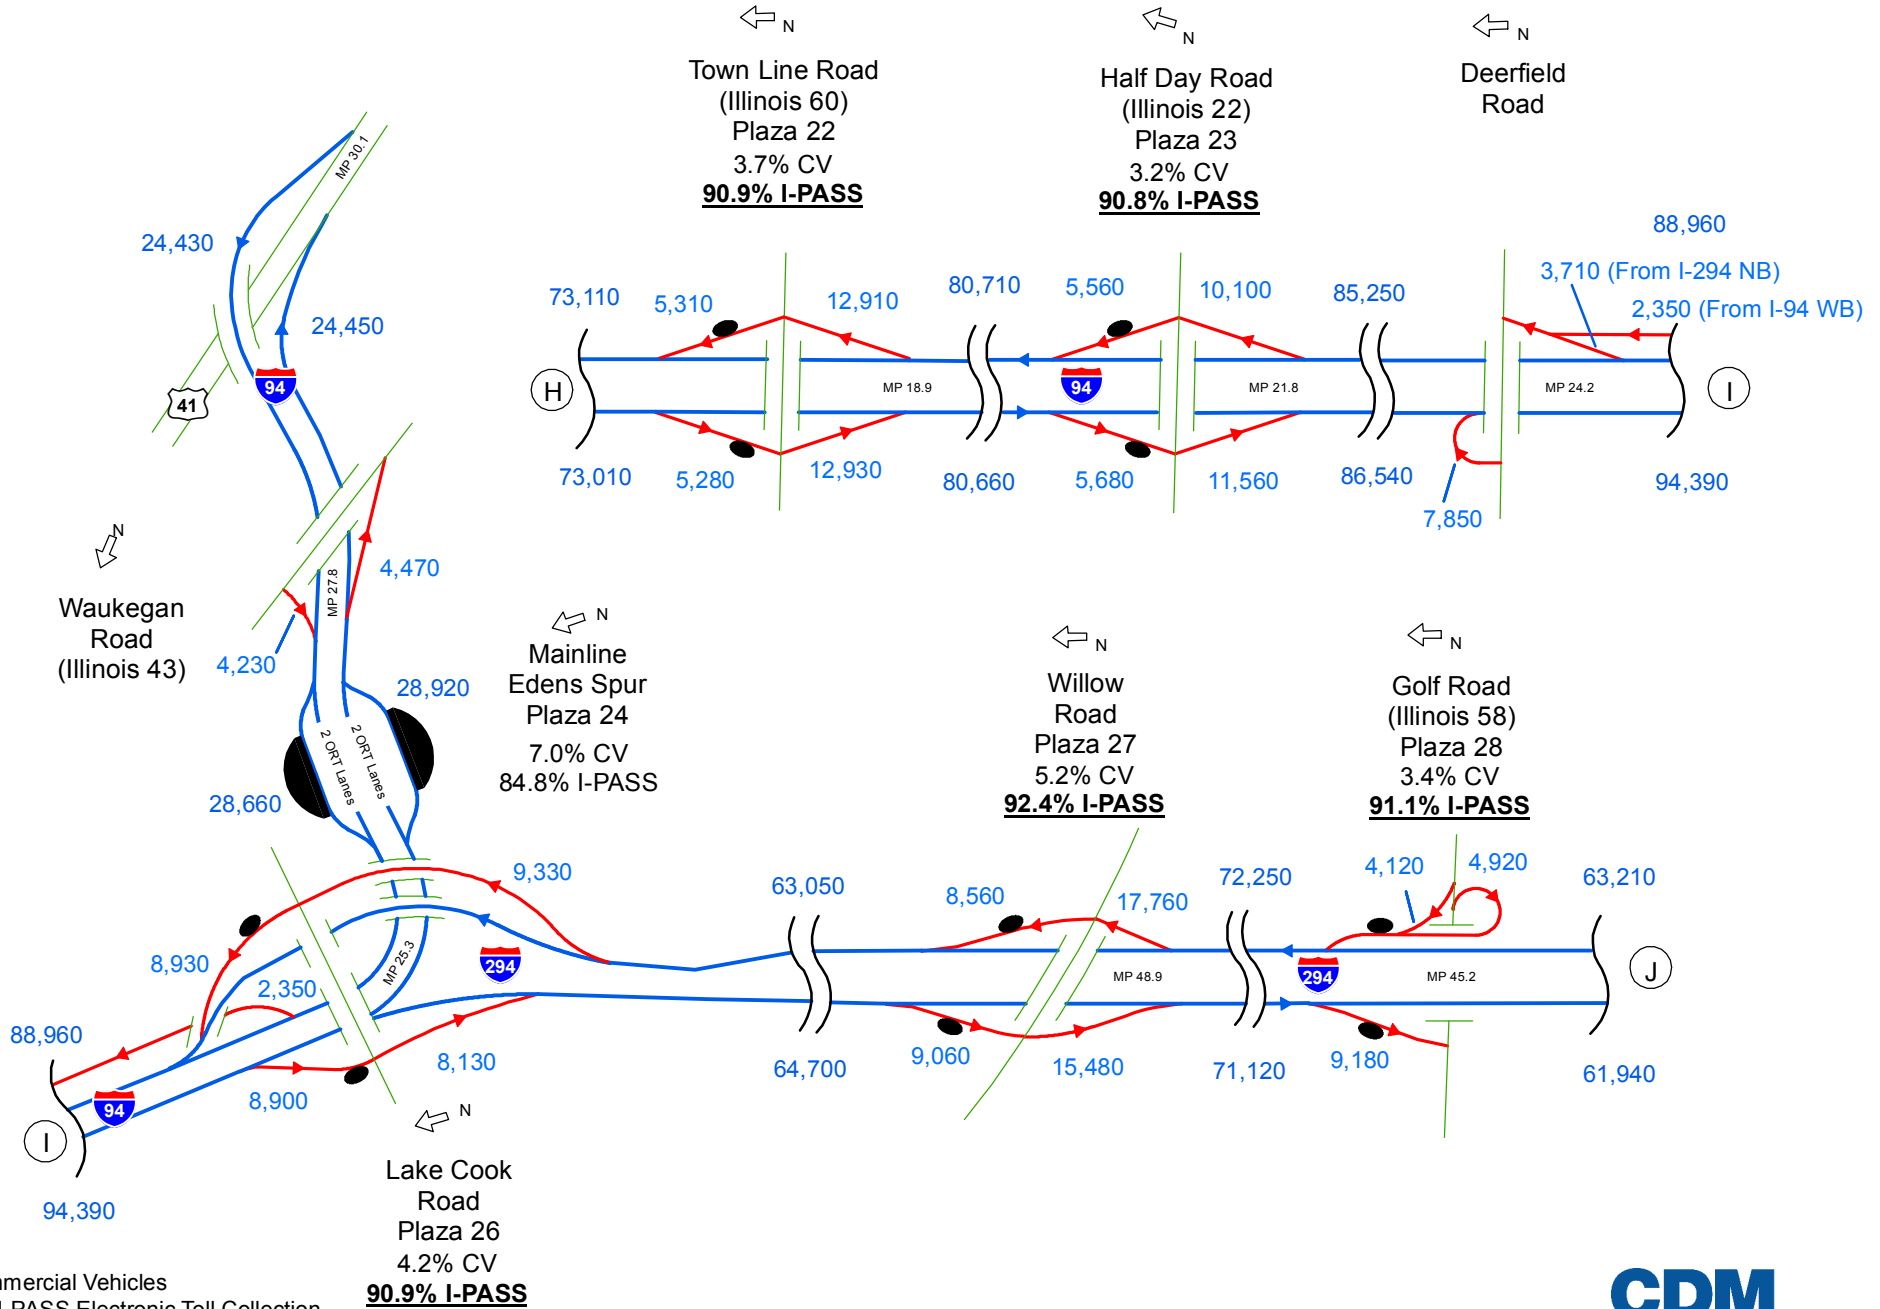 N
Town Line Road
(Illinois 60)
Plaza 22
3.7% CV
90.9% I-PASS
N
Half Day Road
(Illinois 22)
Plaza 23
3.2% CV
90.8% I-PASS
N
Deerfield
Road
MP 30.1
24,430
24,450
94
41
73,110
5,310
12,910
80,710
5,560
10,100
85,250
88,960
3,710 (From I-294 NB)
2,350 (From I-94 WB)
H
MP 18.9
94
MP 21.8
MP 24.2
I
73,010
5,280
12,930
80,660
5,680
11,560
86,540
7,850
94,390
N
Waukegan
Road
(Illinois 43)
4,470
MP 27.8
4,230
N
Mainline
Edens Spur
Plaza 24
7.0% CV
84.8% I-PASS
28,920
2 ORT Lanes
2 ORT Lanes
28,660
N
Willow
Road
Plaza 27
5.2% CV
92.4% I-PASS
N
Golf Road
(Illinois 58)
Plaza 28
3.4% CV
91.1% I-PASS
9,330
63,050
8,560
17,760
72,250
4,120
4,920
63,210
8,930
2,350
MP 25.3
294
MP 48.9
294
MP 45.2
J
88,960
94
I
8,900
8,130
64,700
9,060
15,480
71,120
9,180
61,940
94,390
N
Lake Cook
Road
Plaza 26
4.2% CV
90.9% I-PASS
mmercial Vehicles
I-PASS Electronic Toll Collection
CDM